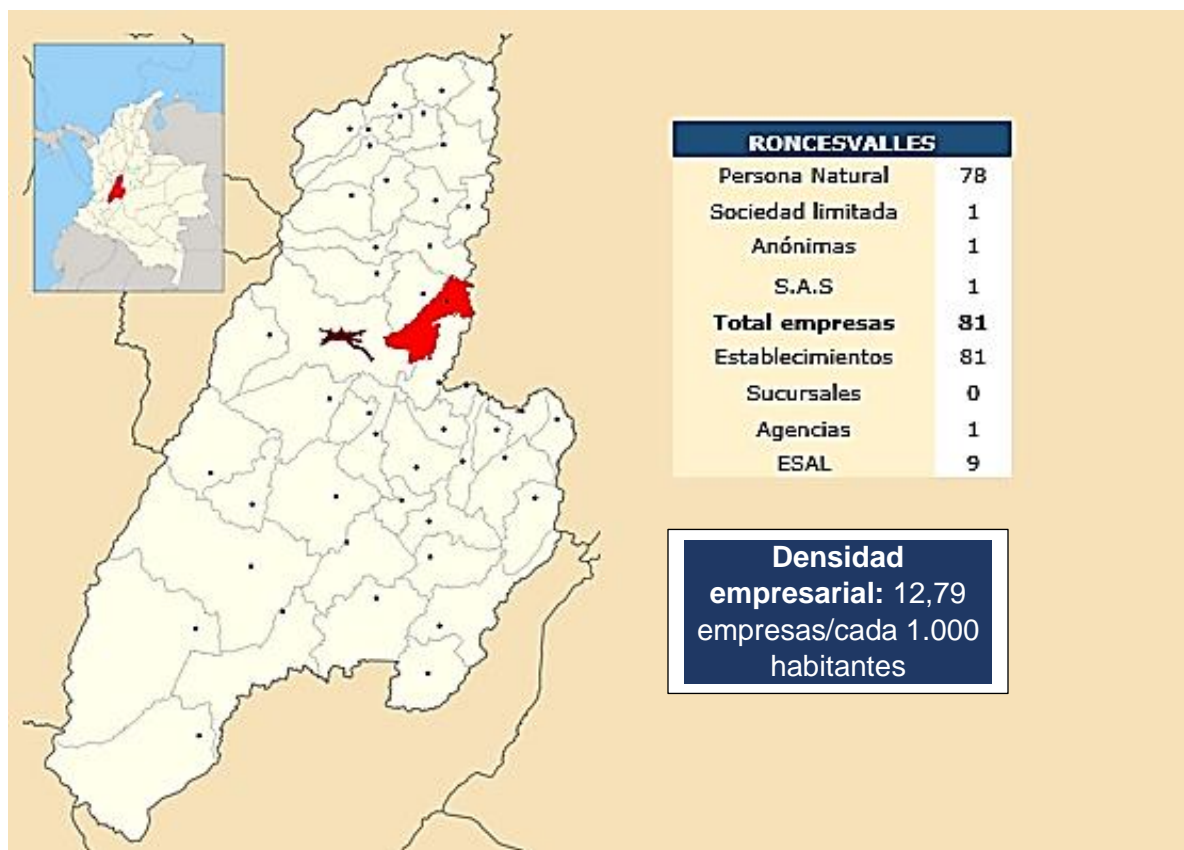 RONCESVALLES
Persona Natural 78
Sociedad limitada 1
Anónimas 1
S.A.S 1
Total empresas 81
Establecimientos 81
Sucursales 0
Agencias 1
ESAL 9
Densidad
empresarial: 12,79
empresas/cada 1.000
habitantes